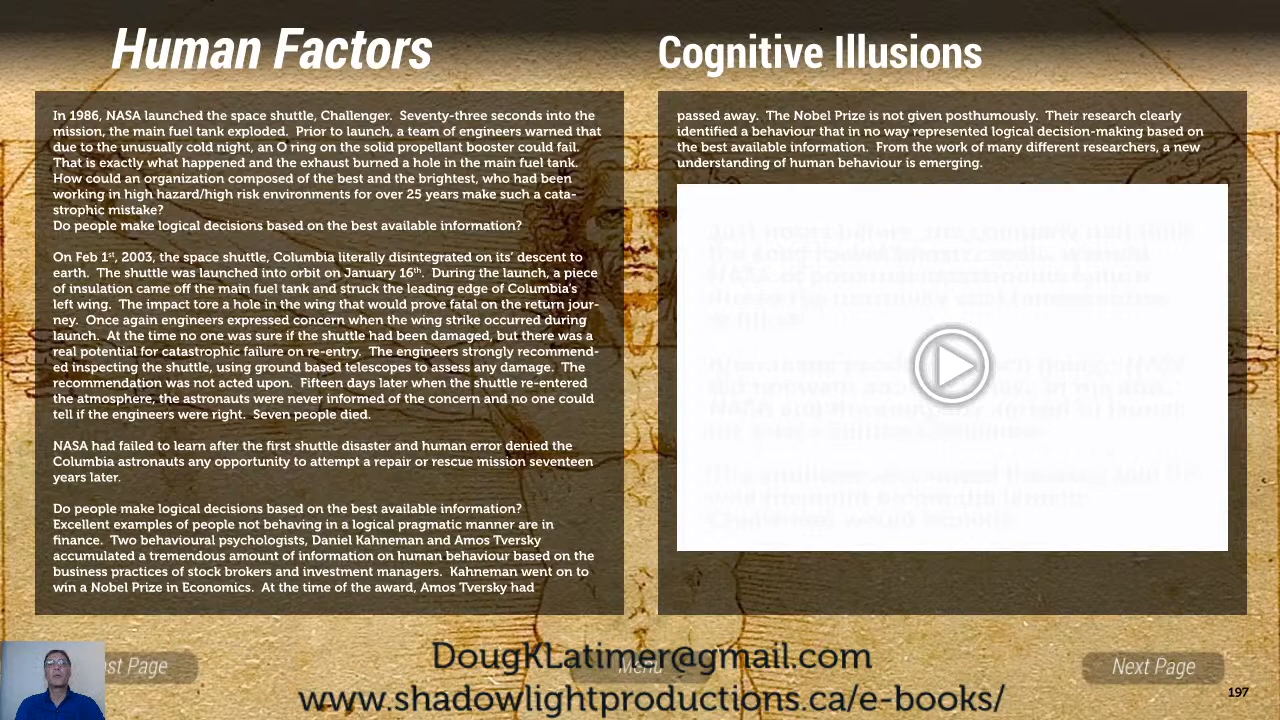 Human Factors
Cognitive Illusions
In 1986, NASA launched the space shuttle, Challenger.  Seventy-three seconds into the
mission, the main fuel tank exploded.  Prior to launch, a team of engineers warned that
due to the unusually cold night, an O ring on the solid propellant booster could fail.
That is exactly what happened and the exhaust burned a hole in the main fuel tank.
How could an organization composed of the best and the brightest, who had been
working in high hazard/high risk environments for over 25 years make such a cata-
strophic mistake?
Do people make logical decisions based on the best available information?
On Feb 1st, 2003, the space shuttle, Columbia literally disintegrated on its' descent to
earth.  The shuttle was launched into orbit on January 16th.  During the launch, a piece
of insulation came off the main fuel tank and struck the leading edge of Columbia's
left wing.  The impact tore a hole in the wing that would prove fatal on the return jour-
ney.  Once again engineers expressed concern when the wing strike occurred during
launch.  At the time no one was sure if the shuttle had been damaged, but there was a
real potential for catastrophic failure on re-entry.  The engineers strongly recommend-
ed inspecting the shuttle, using ground based telescopes to assess any damage.  The
recommendation was not acted upon.  Fifteen days later when the shuttle re-entered
the atmosphere, the astronauts were never informed of the concern and no one could
tell if the engineers were right.  Seven people died.
NASA had failed to learn after the first shuttle disaster and human error denied the
Columbia astronauts any opportunity to attempt a repair or rescue mission seventeen
years later.
Do people make logical decisions based on the best available information?
Excellent examples of people not behaving in a logical pragmatic manner are in
finance.  Two behavioural psychologists, Daniel Kahneman and Amos Tversky
accumulated a tremendous amount of information on human behaviour based on the
business practices of stock brokers and investment managers.  Kahneman went on to
win a Nobel Prize in Economics.  At the time of the award, Amos Tversky had
passed away.  The Nobel Prize is not given posthumously.  Their research clearly
identified a behaviour that in no way represented logical decision-making based on
the best available information.  From the work of many different researchers, a new
understanding of human behaviour is emerging.
Page
Menu
Next Page
DougKLatimer@gmail.com
www.shadowlightproductions.ca/e-books/
197